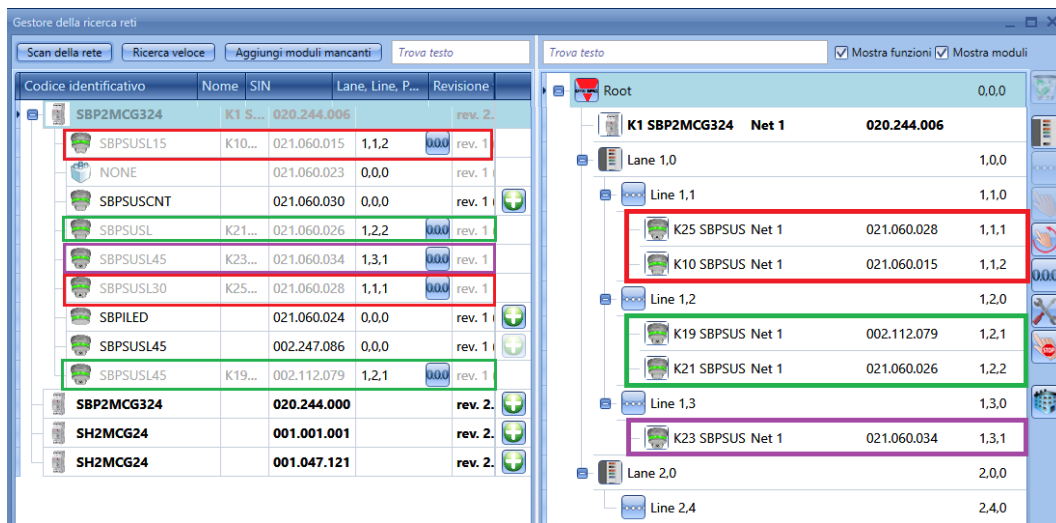 Gestore della ricerca reti
Scan della rete Ricerca veloce Aggiungi moduli mancanti Trova testo
Codice identificativo Nome SIN Lane, Line, P... Revisione
SBP2MCG324 K1 S... 020.244.006 rev. 2.
SBPSUSL15 K10... 021.060.015 1,1,2 0.0.0 rev. 1
NONE 021.060.023 0,0,0 rev. 1
SBPSUSCNT 021.060.030 0,0,0 rev. 1
SBPSUSL K21... 021.060.026 1,2,2 0.0.0 rev. 1
SBPSUSL45 K23... 021.060.034 1,3,1 0.0.0 rev. 1
SBPSUSL30 K25... 021.060.028 1,1,1 0.0.0 rev. 1
SBPILED 021.060.024 0,0,0 rev. 1
SBPSUSL45 002.247.086 0,0,0 rev. 1
SBPSUSL45 K19... 002.112.079 1,2,1 0.0.0 rev. 1
SBP2MCG324 020.244.000 rev. 2.
SH2MCG24 001.001.001 rev. 2.
SH2MCG24 001.047.121 rev. 2.
Trova testo Mostra funzioni Mostra moduli
Root 0,0,0
K1 SBP2MCG324 Net 1 020.244.006
Lane 1,0 1,0,0
Line 1,1 1,1,0
K25 SBPSUS Net 1 021.060.028 1,1,1
K10 SBPSUS Net 1 021.060.015 1,1,2
Line 1,2 1,2,0
K19 SBPSUS Net 1 002.112.079 1,2,1
K21 SBPSUS Net 1 021.060.026 1,2,2
Line 1,3 1,3,0
K23 SBPSUS Net 1 021.060.034 1,3,1
Lane 2,0 2,0,0
Line 2,4 2,4,0
0.0.0
STOP